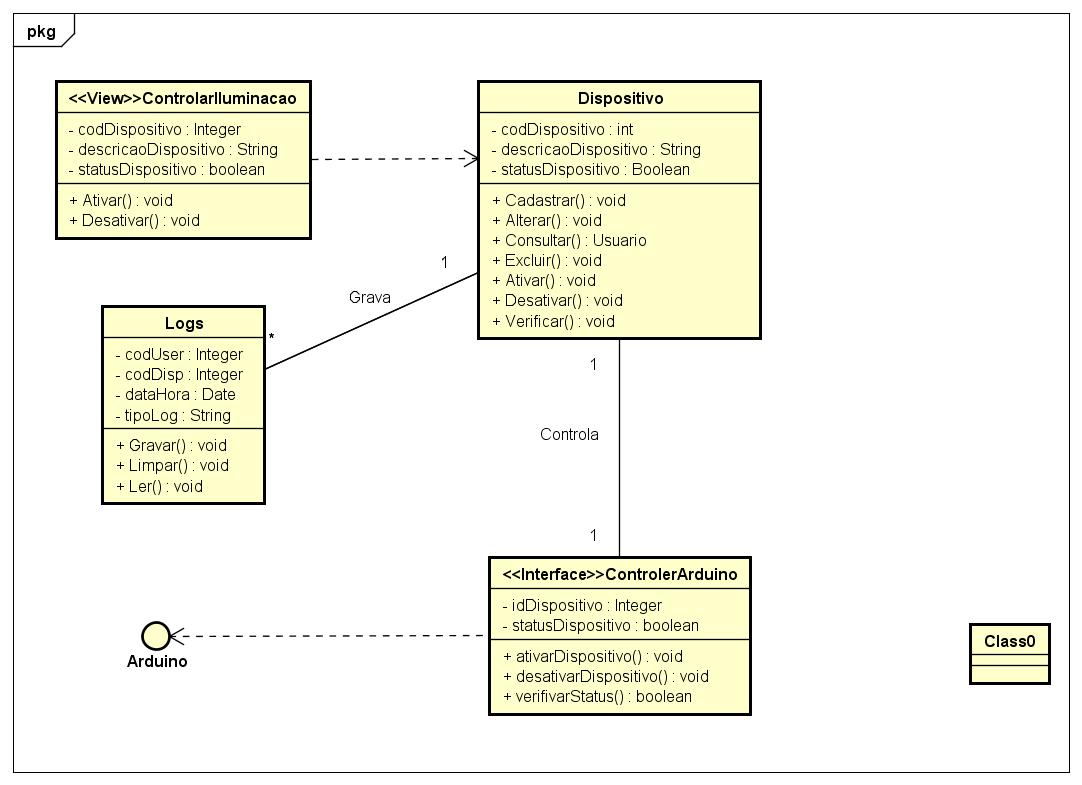 pkg
<<View>>ControlarIluminacao
- codDispositivo : Integer
- descricaoDispositivo : String
- statusDispositivo : boolean
+ Ativar() : void
+ Desativar() : void
Dispositivo
- codDispositivo : int
- descricaoDispositivo : String
- statusDispositivo : Boolean
+ Cadastrar() : void
+ Alterar() : void
+ Consultar() : Usuario
+ Excluir() : void
+ Ativar() : void
+ Desativar() : void
+ Verificar() : void
1
Grava
*
Logs
- codUser : Integer
- codDisp : Integer
- dataHora : Date
- tipoLog : String
+ Gravar() : void
+ Limpar() : void
+ Ler() : void
1
Controla
1
<<Interface>>ControlerArduino
- idDispositivo : Integer
- statusDispositivo : boolean
+ ativarDispositivo() : void
+ desativarDispositivo() : void
+ verifivarStatus() : boolean
Arduino
Class0